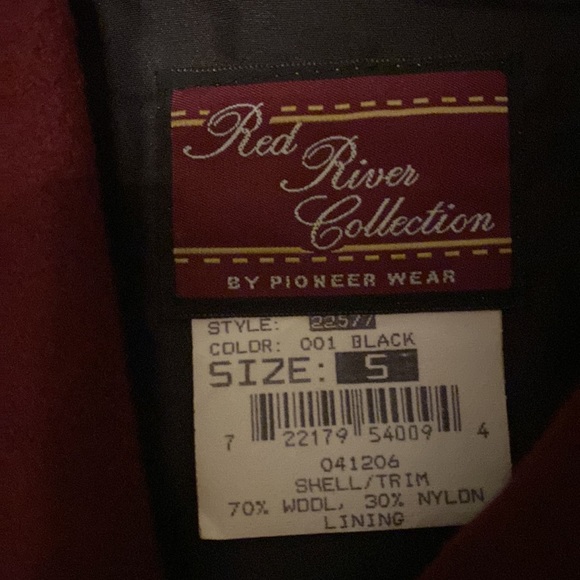 Red
River
Collection
BY PIONEER WEAR
STYLE: 22577
COLOR: 001 BLACK
SIZE: S
7 22179 54009 4
041206
SHELL/TRIM
70% WOOL, 30% NYLON
LINING